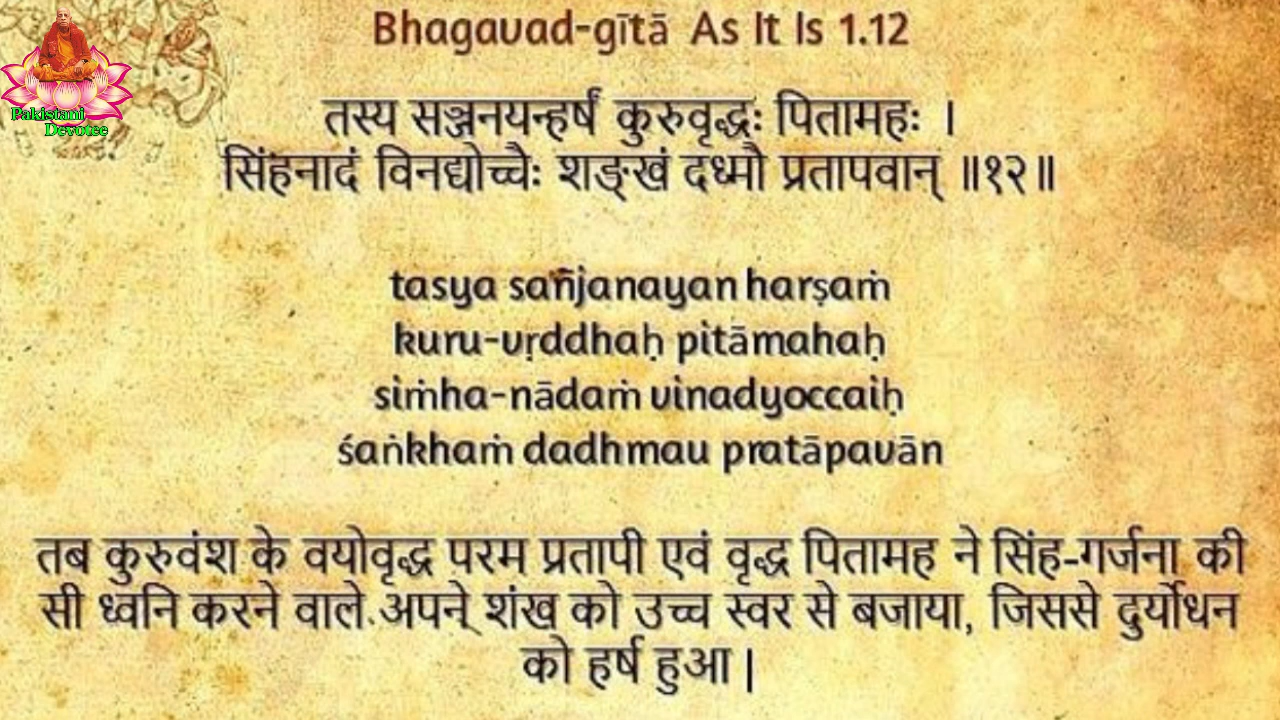 Bhagavad-gītā As It Is 1.12
Pakistani
Devotee
तस्य सञ्जनयन्हर्षं कुरुवृद्धः पितामहः ।
सिंहनादं विनद्योच्चैः शङ्खं दध्मौ प्रतापवान् ॥१२॥
tasya sañjanayan harṣaṁ
kuru-vṛddhaḥ pitāmahaḥ
siṁha-nādaṁ vinadyoccaiḥ
śaṅkhaṁ dadhmau pratāpavān
तब कुरुवंश के वयोवृद्ध परम प्रतापी एवं वृद्ध पितामह ने सिंह-गर्जना की
सी ध्वनि करने वाले अपने शंख को उच्च स्वर से बजाया, जिससे दुर्योधन
को हर्ष हुआ |